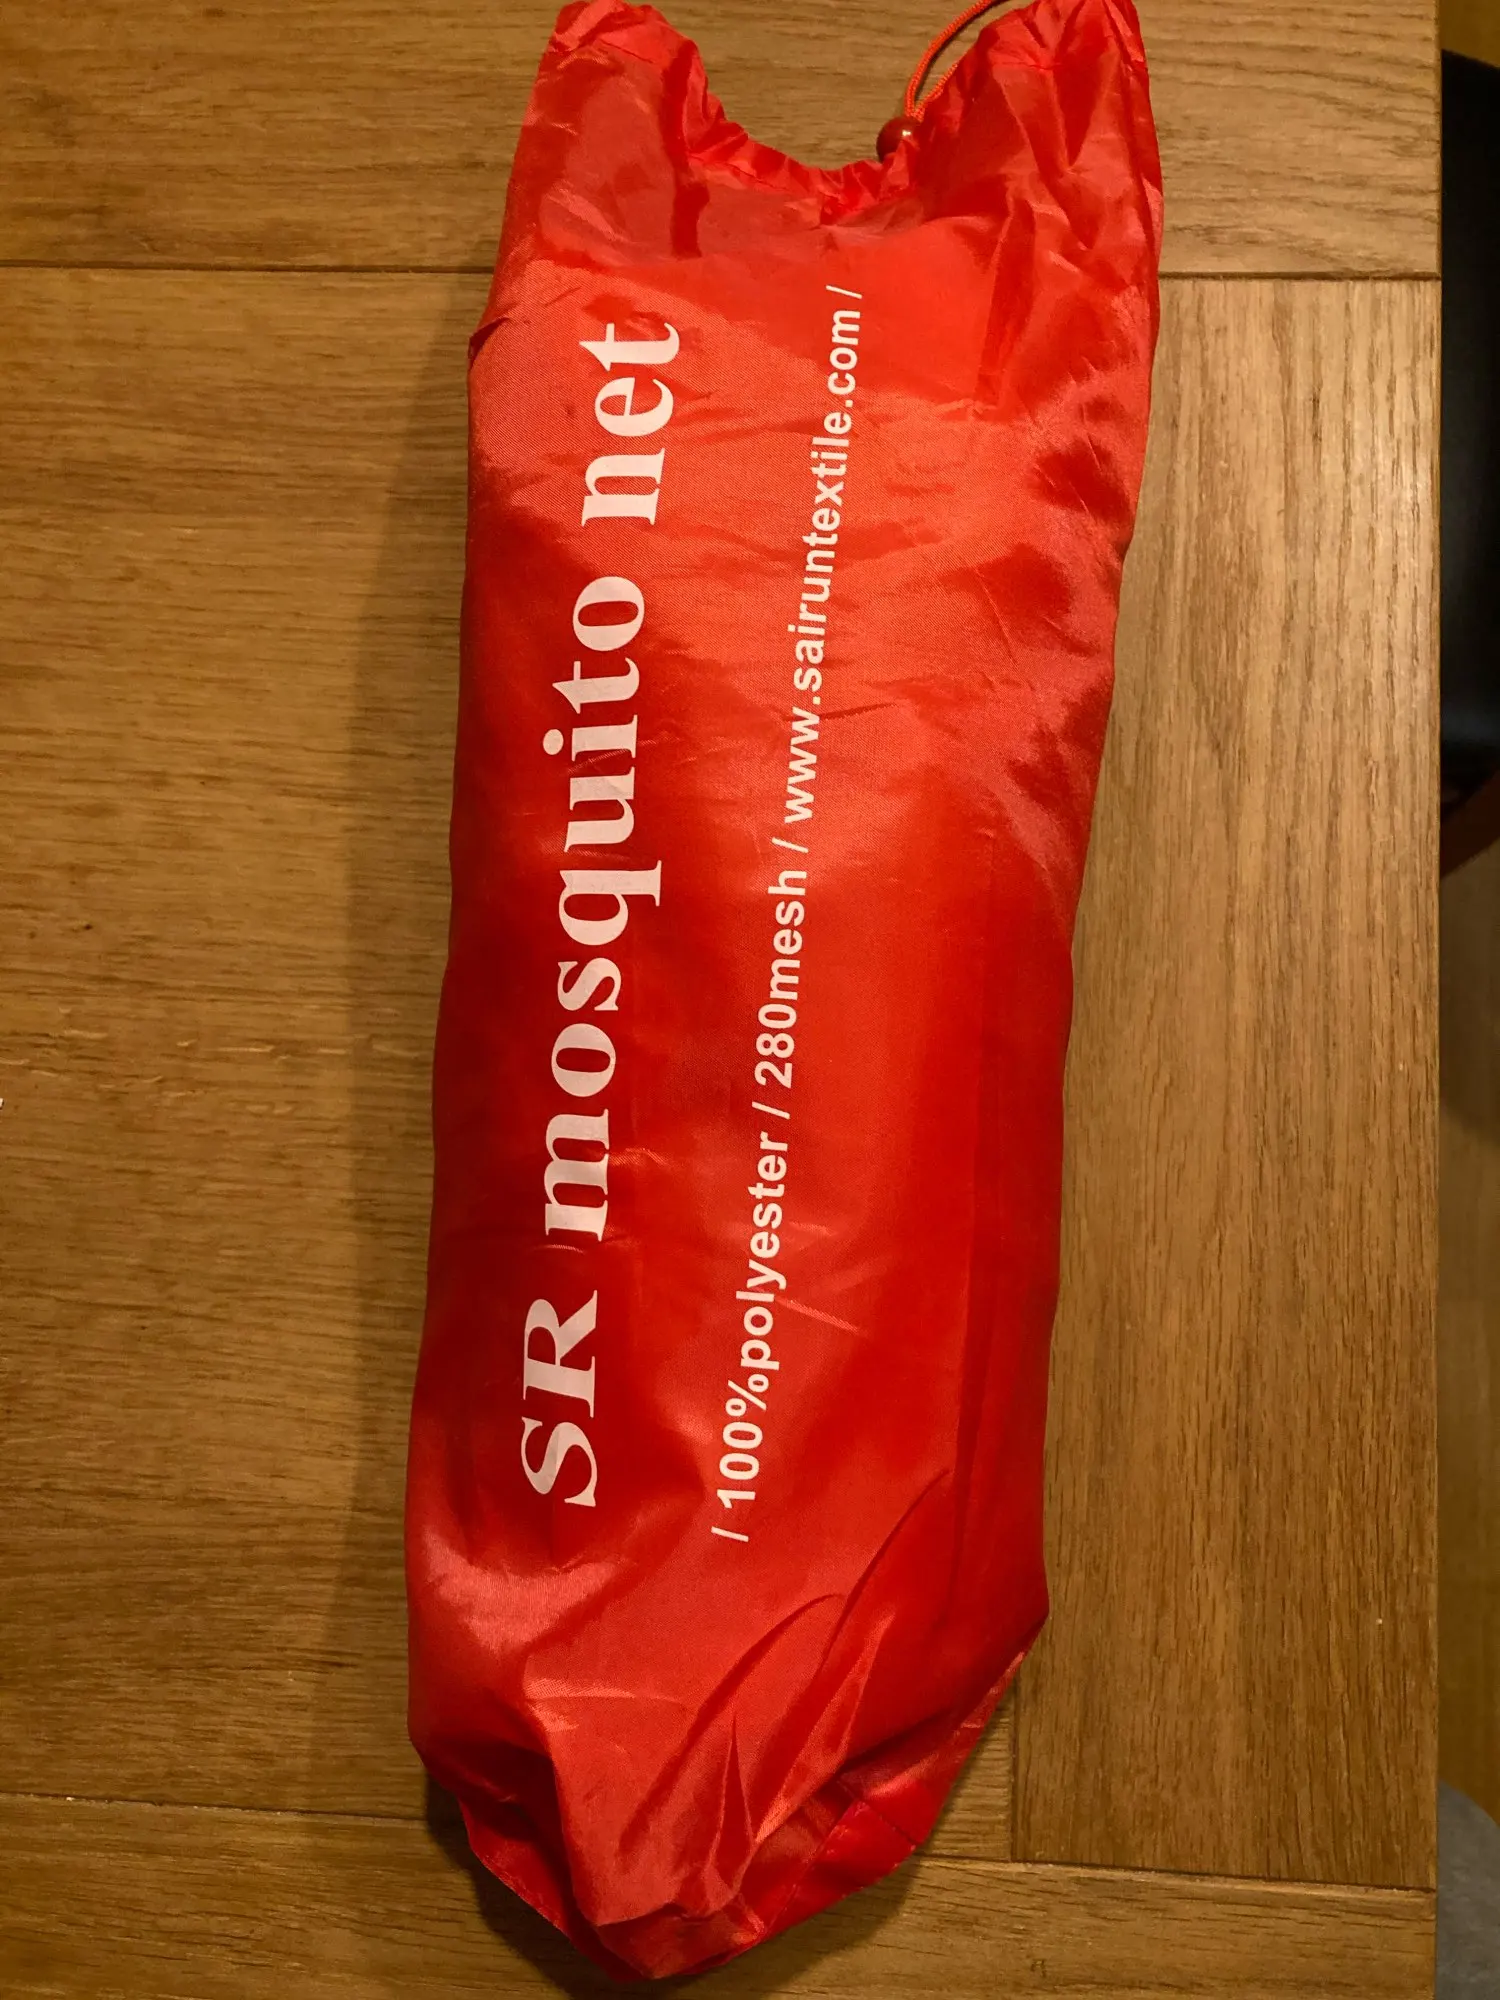 SR mosquito net
/ 100%polyester / 280mesh / www.sairuntextile.com /